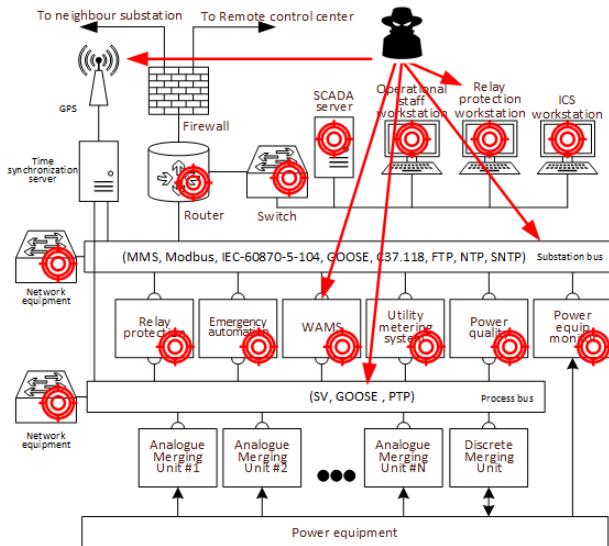 To neighbour substation
To Remote control center
GPS
Firewall
SCADA
server
Operational
staff
workstation
Relay
protection
workstation
ICS
workstation
Time
synchronization
server
Router
Switch
(MMS, Modbus, IEC-60870-5-104, GOOSE, C37.118, FTP, NTP, SNTP)
Substation bus
Network
equipment
Relay
protection
Emergency
automation
WAMS
Utility
metering
system
Power
quality
Power
equip
monitor
(SV, GOOSE , PTP)
Process bus
Network
equipment
Analogue
Merging
Unit #1
Analogue
Merging
Unit #2
Analogue
Merging
Unit #N
Discrete
Merging
Unit
Power equipment